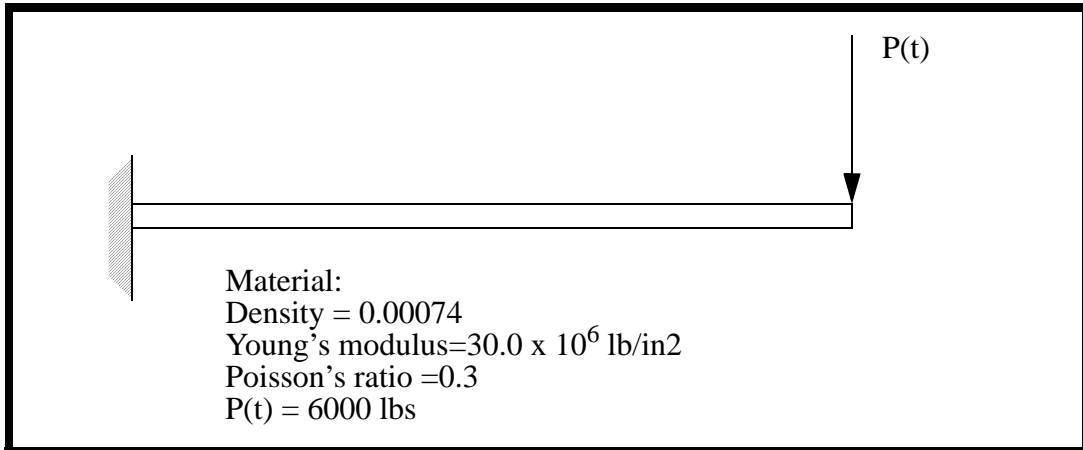 P(t)
Material:
Density = 0.00074
Young’s modulus=30.0 x 10⁶ lb/in2
Poisson’s ratio =0.3
P(t) = 6000 lbs